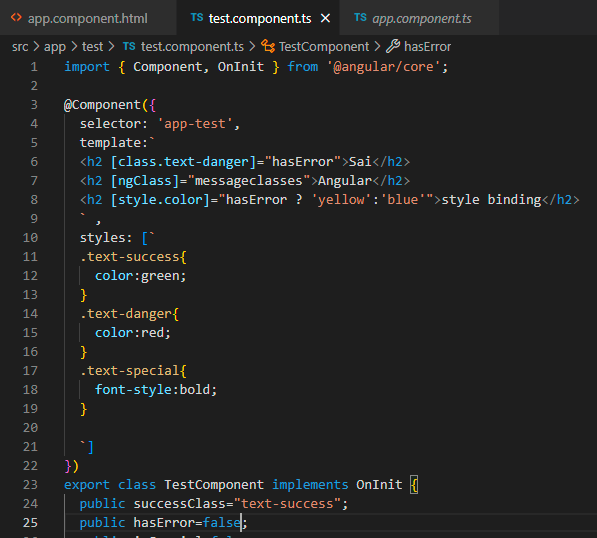 app.component.html TS test.component.ts × TS app.component.ts
src > app > test > TS test.component.ts > TestComponent > hasError
1 import { Component, OnInit } from '@angular/core';
2
3 @Component({
4 selector: 'app-test',
5 template:`
6 <h2 [class.text-danger]="hasError">Sai</h2>
7 <h2 [ngClass]="messageclasses">Angular</h2>
8 <h2 [style.color]="hasError ? 'yellow':'blue'">style binding</h2>
9 ` ,
10 styles: [`
11 .text-success{
12 color:green;
13 }
14 .text-danger{
15 color:red;
16 }
17 .text-special{
18 font-style:bold;
19 }
20
21 `]
22 })
23 export class TestComponent implements OnInit {
24 public successClass="text-success";
25 public hasError=false;